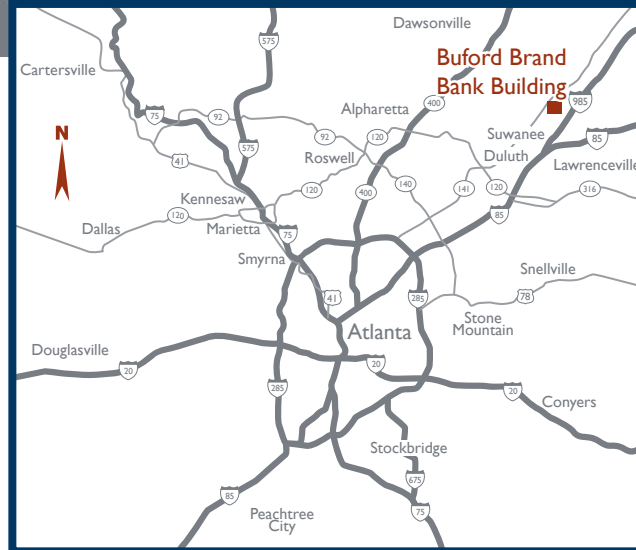 Dawsonville
575
Buford Brand
Bank Building
Cartersville
985
400
Alpharetta
75
92
92
120
Suwanee
85
Roswell
Duluth
41
575
Lawrenceville
N
120
400
140
141
120
316
Kennesaw
120
Marietta
75
85
Dallas
Smyrna
Snellville
41
285
78
Stone
Mountain
Atlanta
Douglasville
20
20
285
20
Conyers
Stockbridge
675
85
75
Peachtree
City